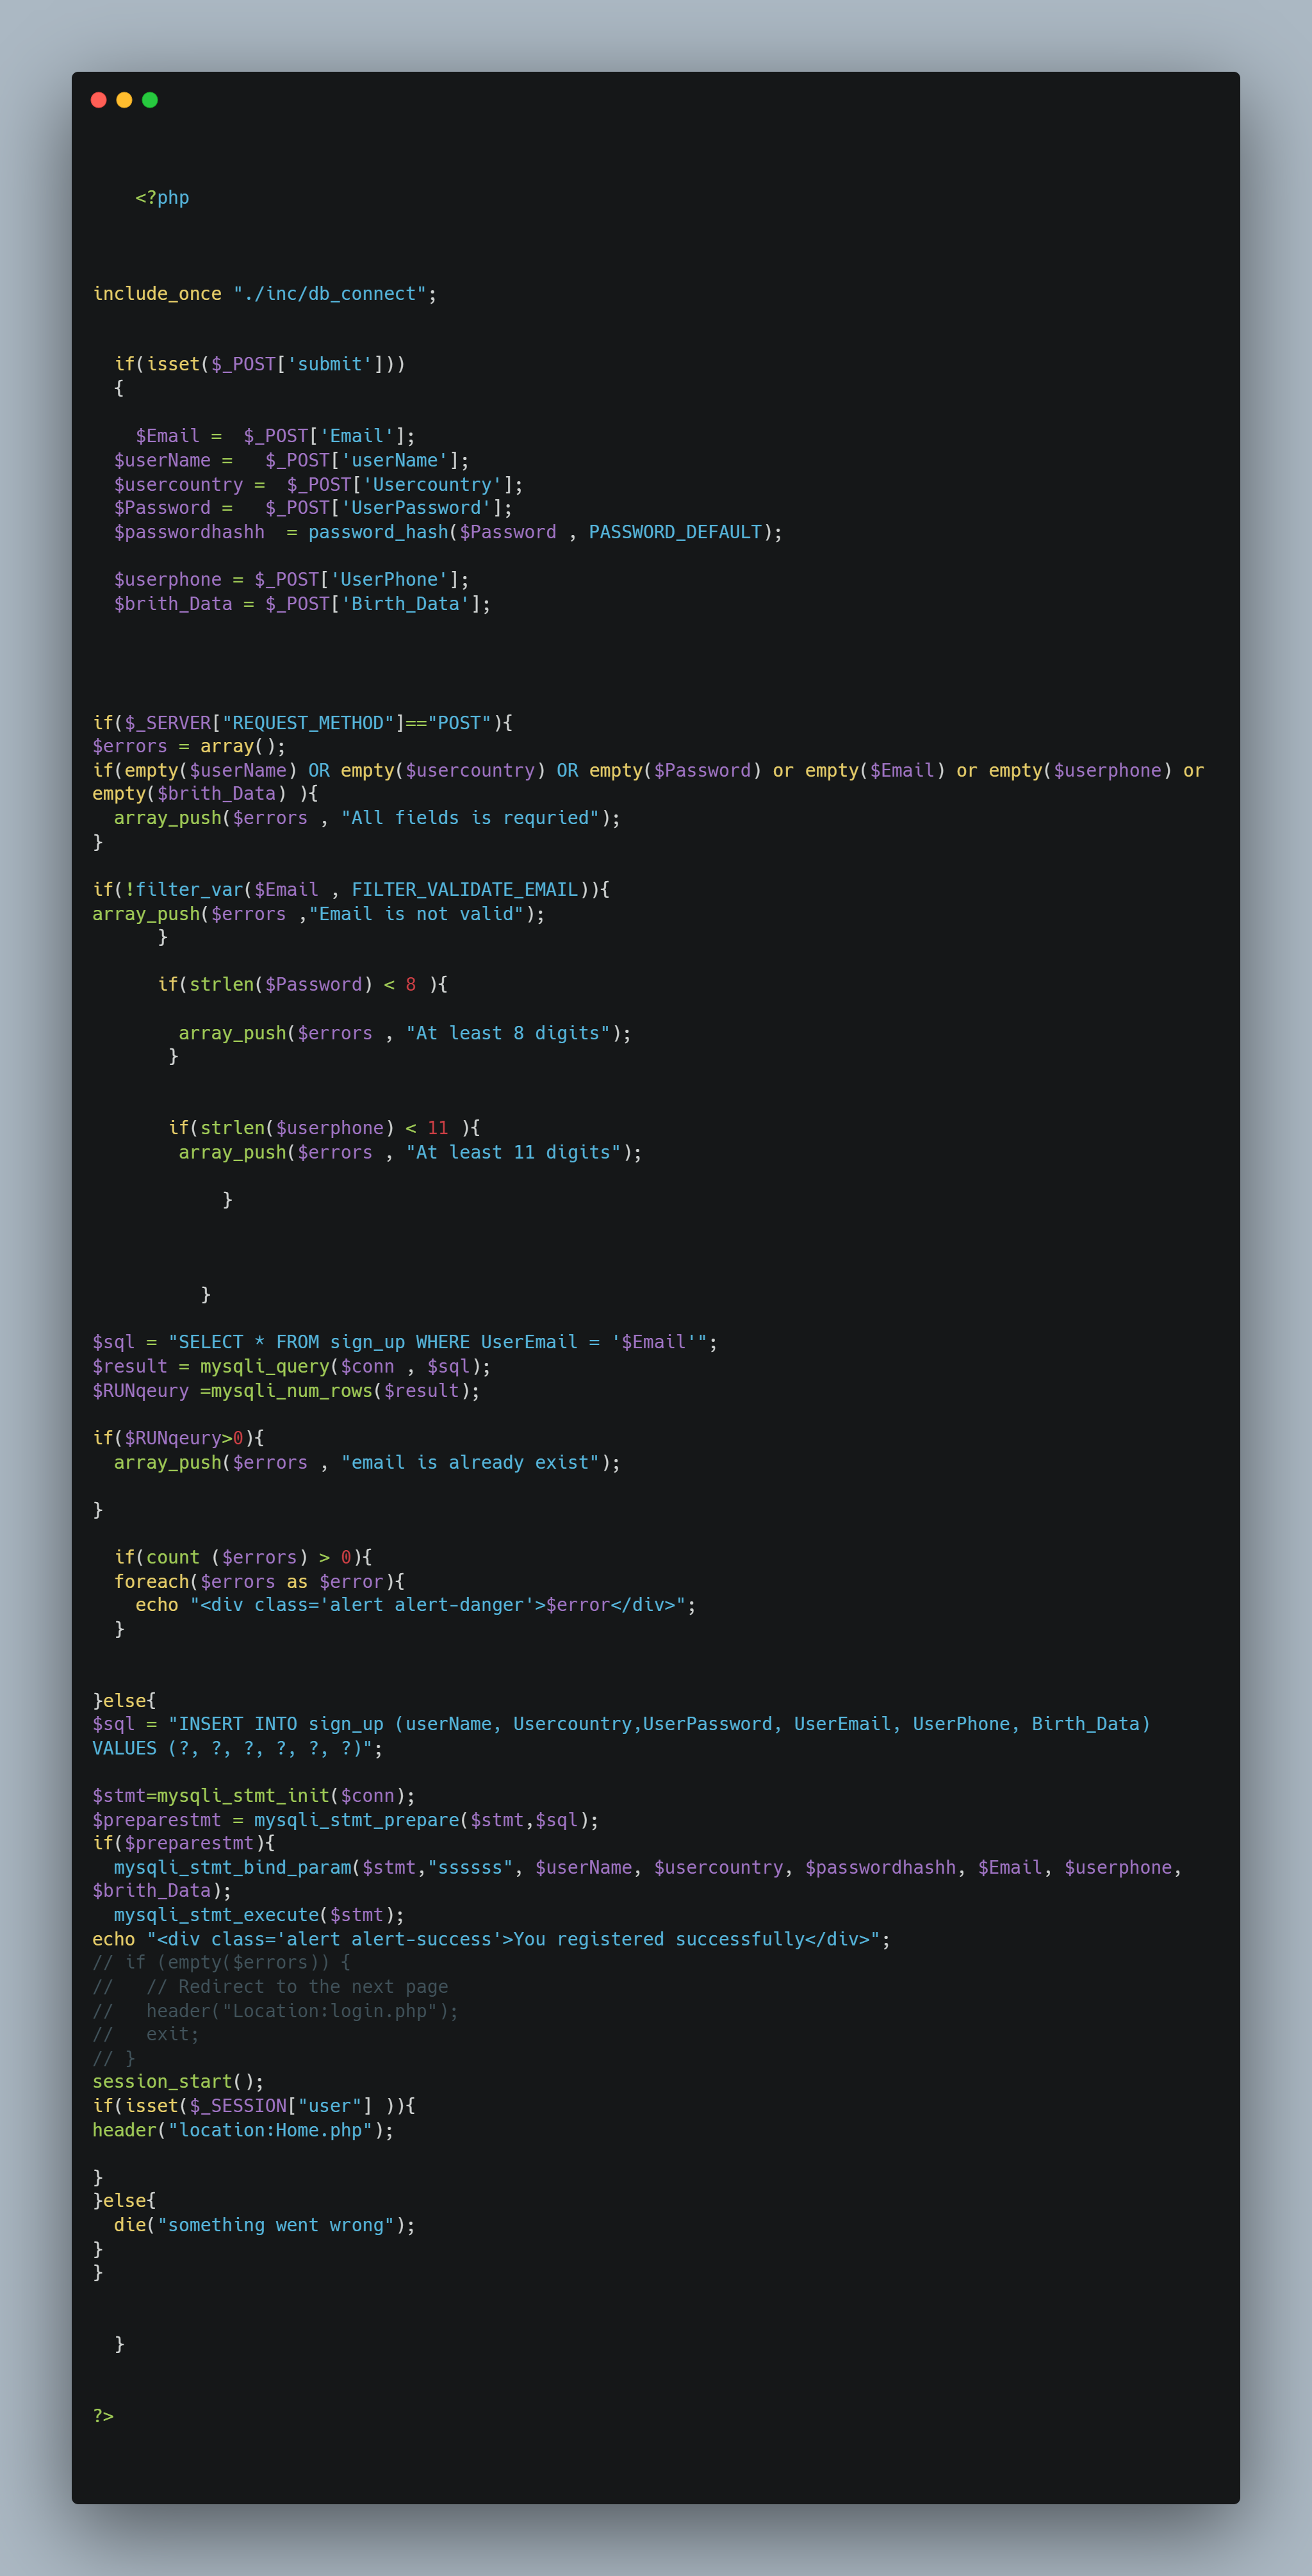 <?php
include_once "./inc/db_connect";
if(isset($_POST['submit']))
{
$Email =  $_POST['Email'];
$userName =   $_POST['userName'];
$usercountry =  $_POST['Usercountry'];
$Password =   $_POST['UserPassword'];
$passwordhashh  = password_hash($Password , PASSWORD_DEFAULT);
$userphone = $_POST['UserPhone'];
$brith_Data = $_POST['Birth_Data'];
if($_SERVER["REQUEST_METHOD"]=="POST"){
$errors = array();
if(empty($userName) OR empty($usercountry) OR empty($Password) or empty($Email) or empty($userphone) or
empty($brith_Data) ){
array_push($errors , "All fields is requried");
}
if(!filter_var($Email , FILTER_VALIDATE_EMAIL)){
array_push($errors ,"Email is not valid");
}
if(strlen($Password) < 8 ){
array_push($errors , "At least 8 digits");
}
if(strlen($userphone) < 11 ){
array_push($errors , "At least 11 digits");
}
}
$sql = "SELECT * FROM sign_up WHERE UserEmail = '$Email'";
$result = mysqli_query($conn , $sql);
$RUNqeury =mysqli_num_rows($result);
if($RUNqeury>0){
array_push($errors , "email is already exist");
}
if(count ($errors) > 0){
foreach($errors as $error){
echo "<div class='alert alert-danger'>$error</div>";
}
}else{
$sql = "INSERT INTO sign_up (userName, Usercountry,UserPassword, UserEmail, UserPhone, Birth_Data)
VALUES (?, ?, ?, ?, ?, ?)";
$stmt=mysqli_stmt_init($conn);
$preparestmt = mysqli_stmt_prepare($stmt,$sql);
if($preparestmt){
mysqli_stmt_bind_param($stmt,"ssssss", $userName, $usercountry, $passwordhashh, $Email, $userphone,
$brith_Data);
mysqli_stmt_execute($stmt);
echo "<div class='alert alert-success'>You registered successfully</div>";
// if (empty($errors)) {
//   // Redirect to the next page
//   header("Location:login.php");
//   exit;
// }
session_start();
if(isset($_SESSION["user"] )){
header("location:Home.php");
}
}else{
die("something went wrong");
}
}
}
?>